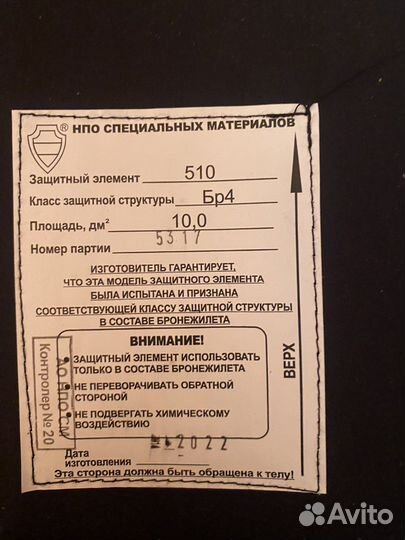 ® НПО СПЕЦИАЛЬНЫХ МАТЕРИАЛОВ
Защитный элемент 510
Класс защитной структуры Бр4
Площадь, дм² 10,0
Номер партии 5317
ИЗГОТОВИТЕЛЬ ГАРАНТИРУЕТ,
ЧТО ЭТА МОДЕЛЬ ЗАЩИТНОГО ЭЛЕМЕНТА
БЫЛА ИСПЫТАНА И ПРИЗНАНА
СООТВЕТСТВУЮЩЕЙ КЛАССУ ЗАЩИТНОЙ СТРУКТУРЫ
В СОСТАВЕ БРОНЕЖИЛЕТА
ВНИМАНИЕ!
• ЗАЩИТНЫЙ ЭЛЕМЕНТ ИСПОЛЬЗОВАТЬ
ТОЛЬКО В СОСТАВЕ БРОНЕЖИЛЕТА
• НЕ ПЕРЕВОРАЧИВАТЬ ОБРАТНОЙ
СТОРОНОЙ
• НЕ ПОДВЕРГАТЬ ХИМИЧЕСКОМУ
ВОЗДЕЙСТВИЮ
ВЕРХ
АО НПО СМ
Контролер № 20
Дата
изготовления 2022
Эта сторона должна быть обращена к телу!
Avito